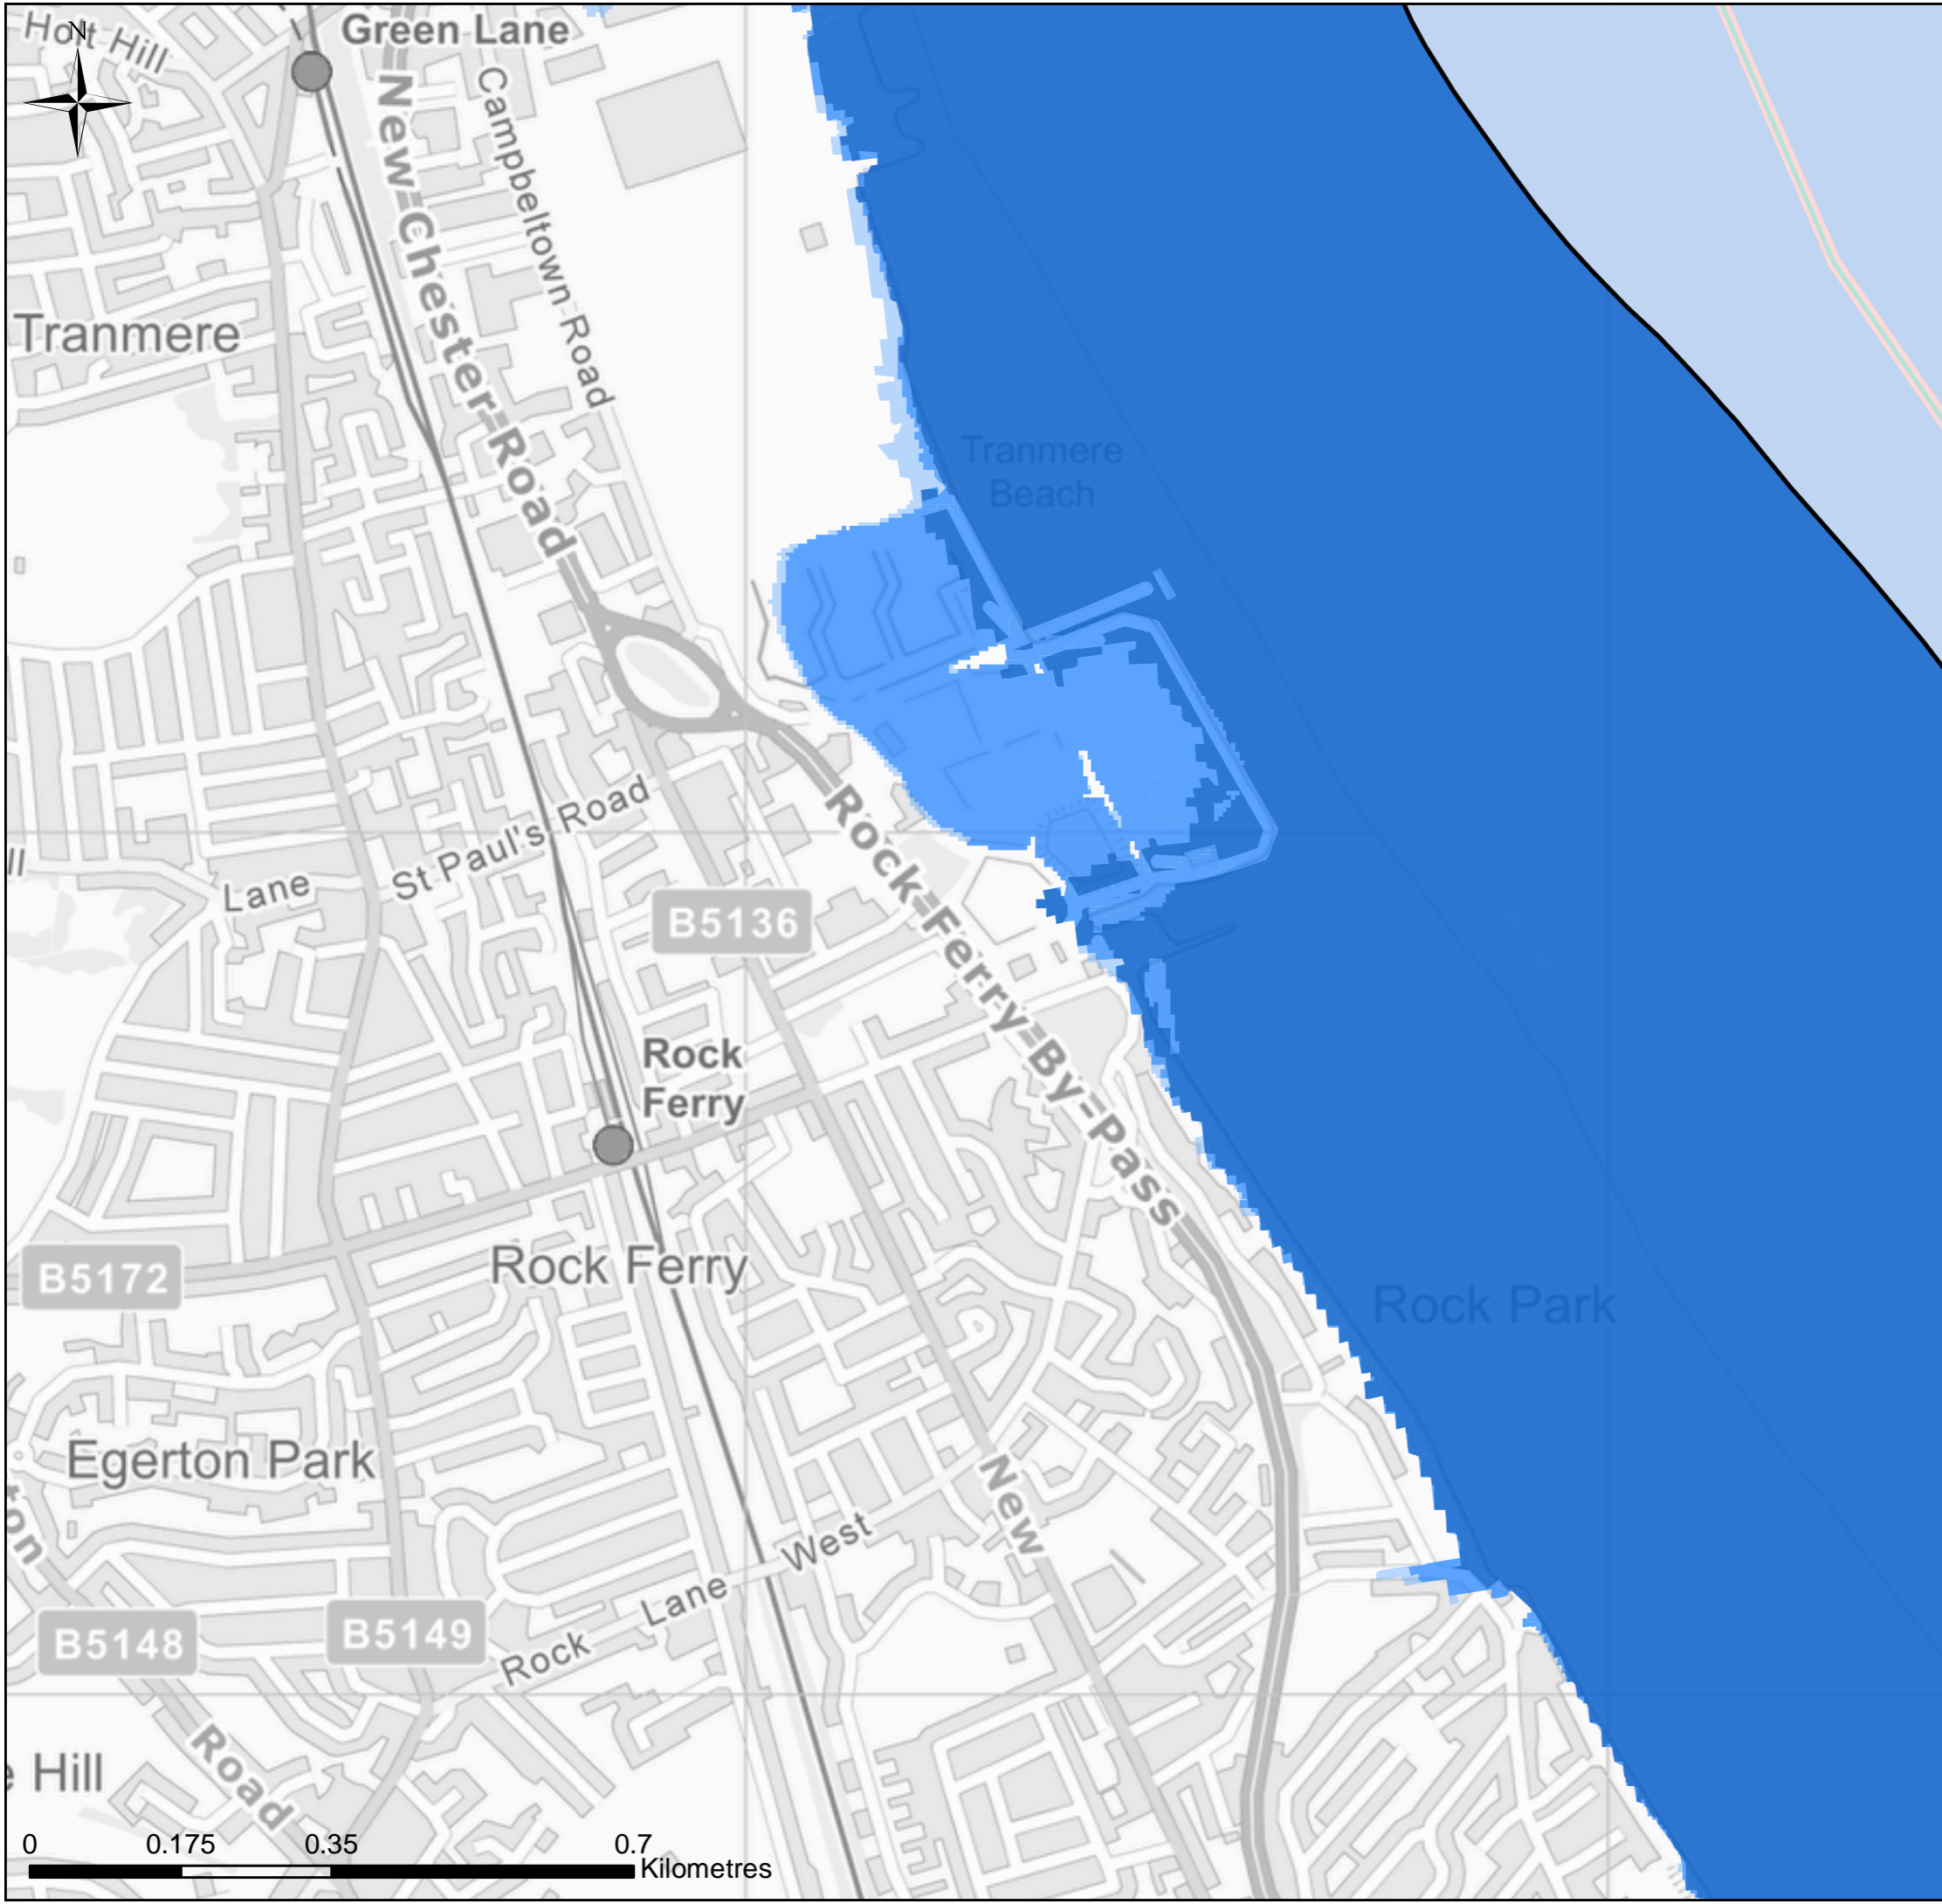 Holt Hill
N
Green Lane
New Chester Road
Campbeltown Road
Tranmere
Tranmere
Beach
St Paul's Road
Lane
ll
B5136
Rock Ferry By-Pass
Rock
Ferry
Rock Ferry
B5172
Rock Park
Egerton Park
New
Rock Lane West
B5148
B5149
Road
Hill
0 0.175 0.35 0.7
Kilometres